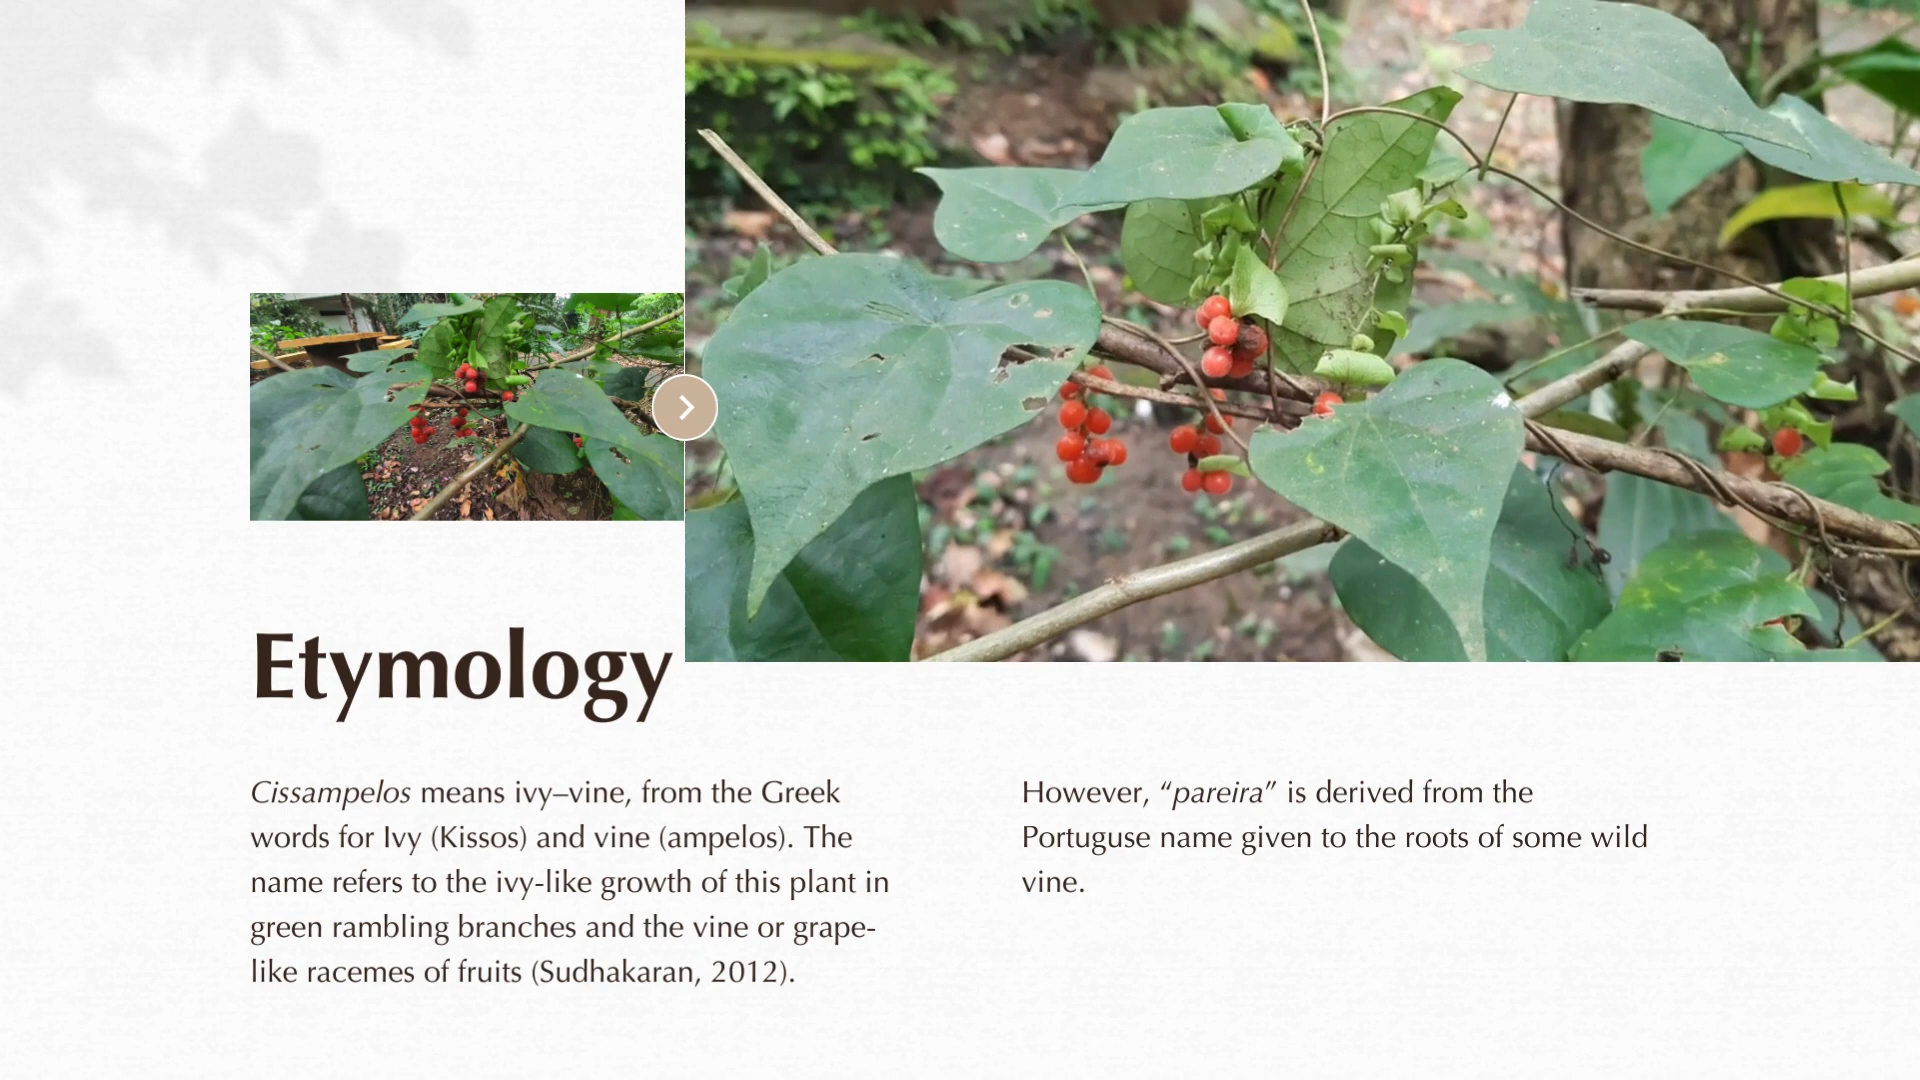 Etymology
Cissampelos means ivy–vine, from the Greek
words for Ivy (Kissos) and vine (ampelos). The
name refers to the ivy-like growth of this plant in
green rambling branches and the vine or grape-
like racemes of fruits (Sudhakaran, 2012).
However, “pareira” is derived from the
Portuguse name given to the roots of some wild
vine.